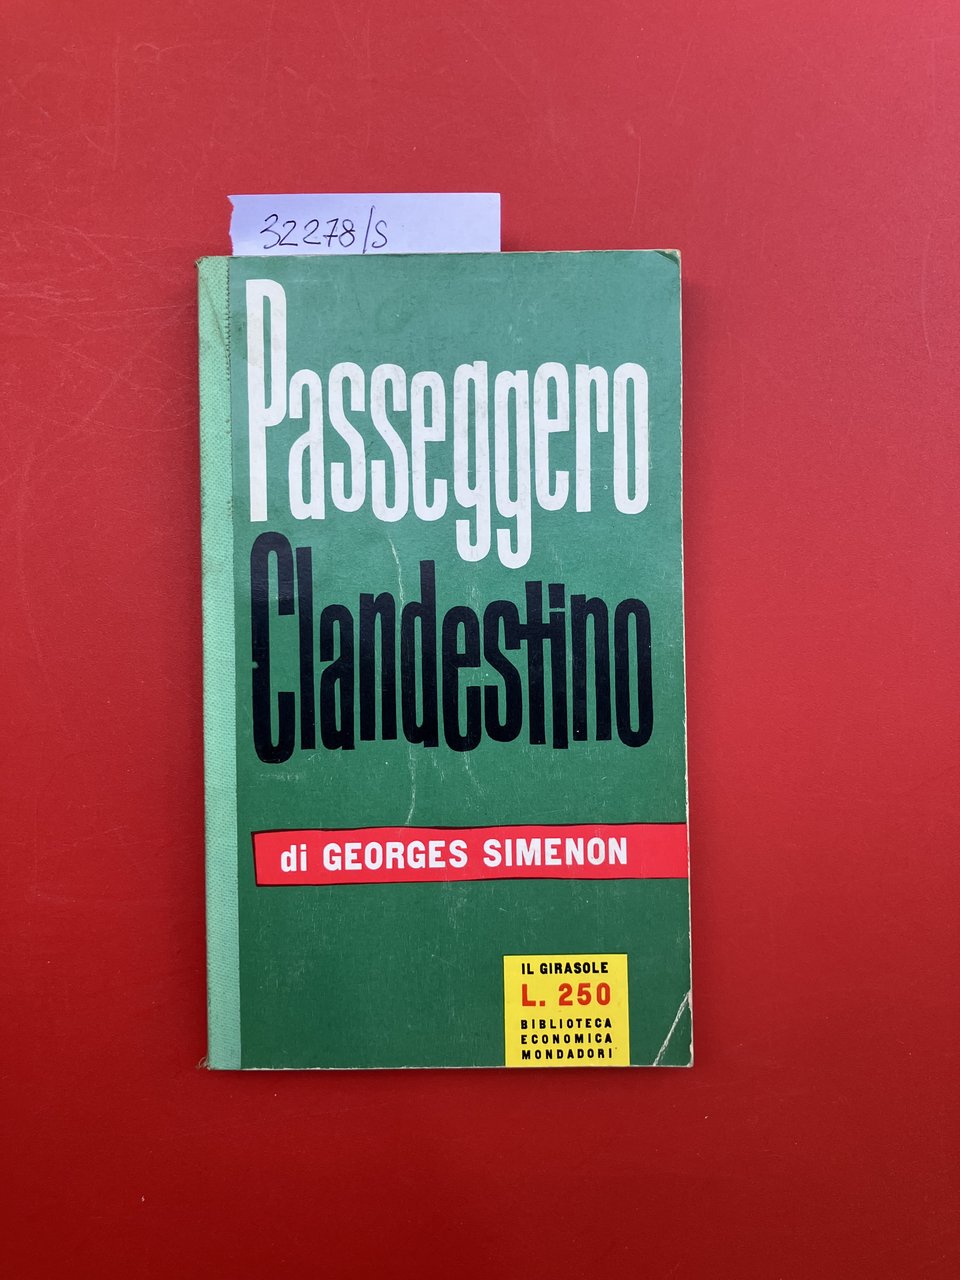 32278/S
Passeggero
Clandestino
di GEORGES SIMENON
IL GIRASOLE
L. 250
BIBLIOTECA
ECONOMICA
MONDADORI